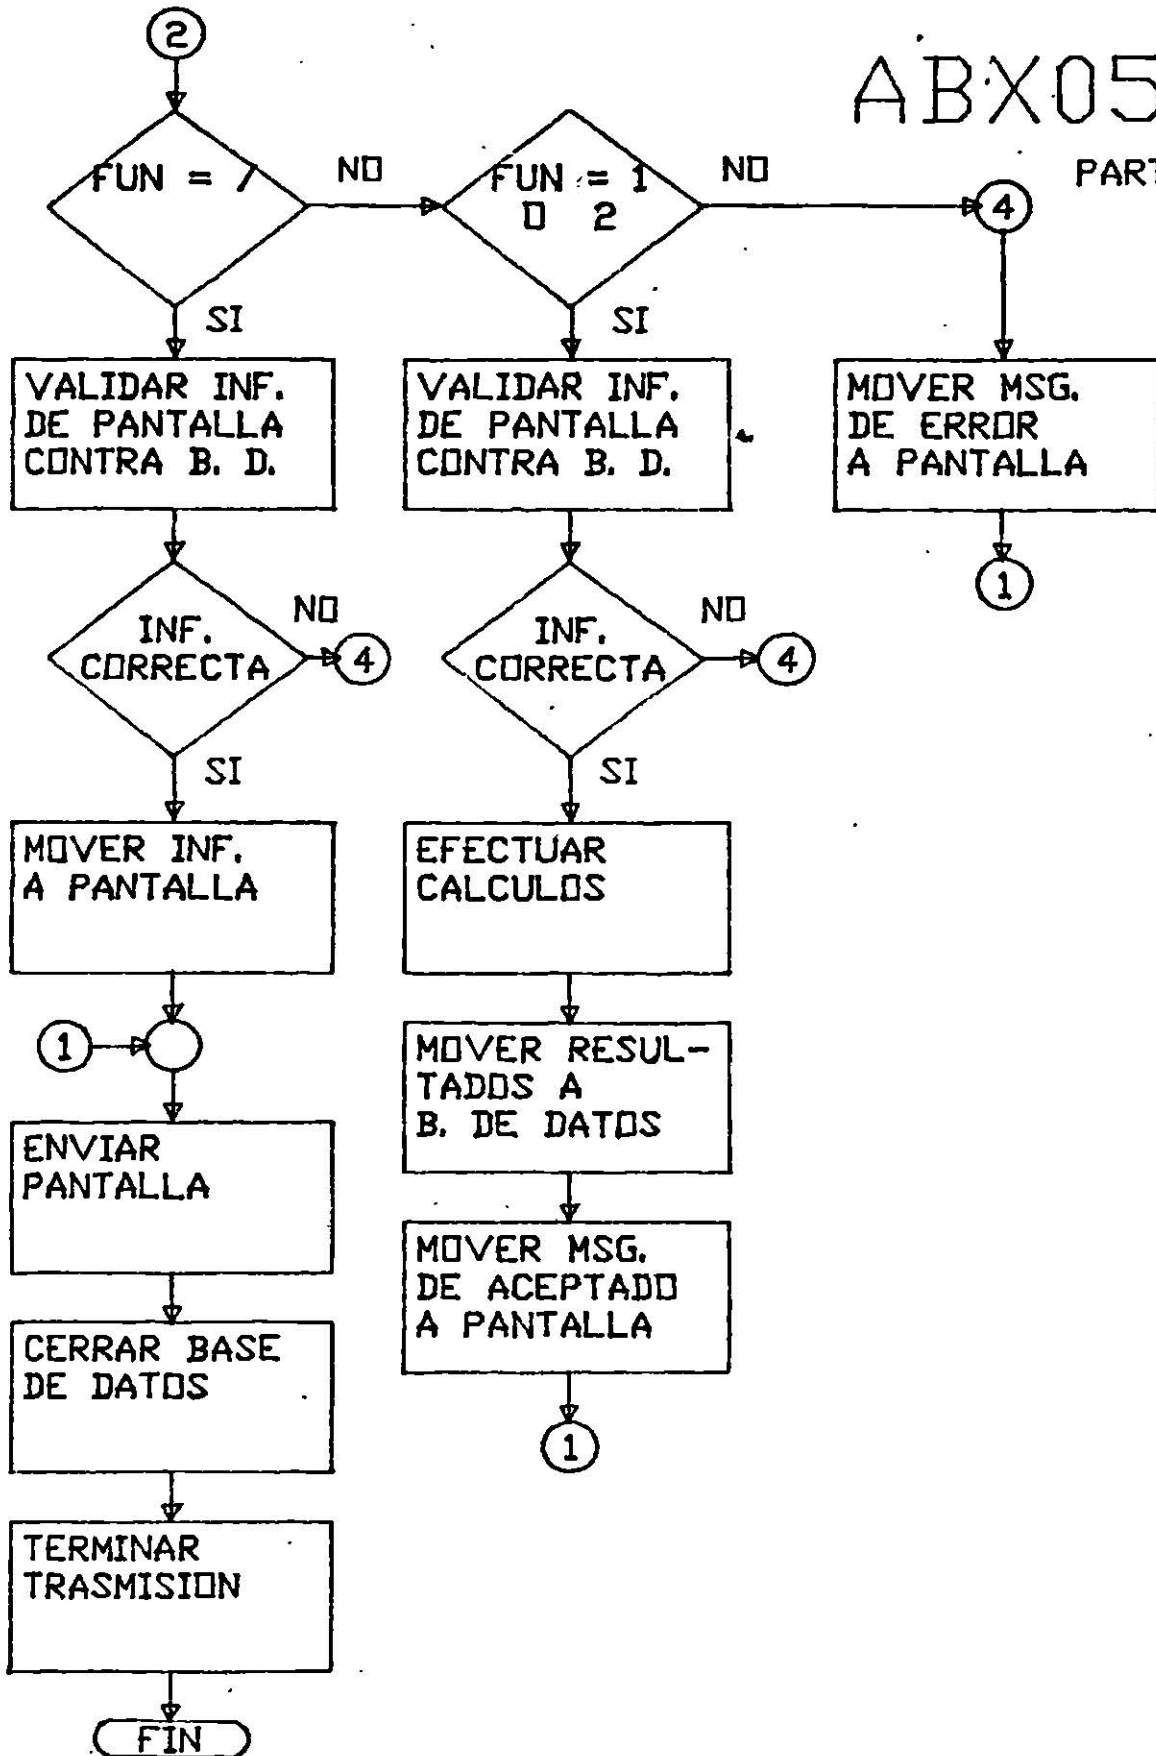 2
ABX05
PART
FUN = /
NO
FUN = 1
O 2
NO
4
SI
SI
VALIDAR INF.
DE PANTALLA
CONTRA B. D.
VALIDAR INF.
DE PANTALLA
CONTRA B. D.
MOVER MSG.
DE ERROR
A PANTALLA
1
INF.
CORRECTA
NO
4
INF.
CORRECTA
NO
4
SI
SI
MOVER INF.
A PANTALLA
EFECTUAR
CALCULOS
1
MOVER RESUL-
TADOS A
B. DE DATOS
ENVIAR
PANTALLA
MOVER MSG.
DE ACEPTADO
A PANTALLA
CERRAR BASE
DE DATOS
1
TERMINAR
TRASMISION
FIN